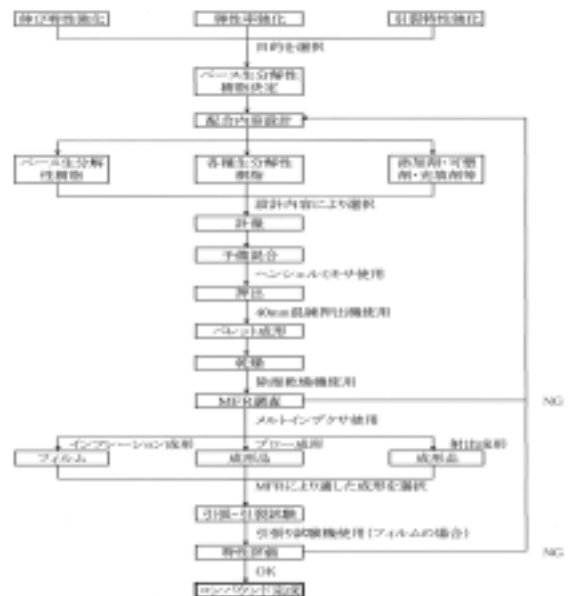 伸び特性強化 弾性率強化 引裂特性強化
目的を選択
ベース生分解性
樹脂決定
配合内容設計
ベース生分解
性樹脂
各種生分解性
樹脂
添加剤・可塑
剤・充填剤等
設計内容により選択
計量
予備混合
ヘンシェルミキサ使用
押出
40mm混練押出機使用
ペレット成形
乾燥
除湿乾燥機使用
MFR調査 NG
メルトインデクサ使用
インフレーション成形 ブロー成形 射出成形
フィルム 成形品 成形品
MFRにより適した成形を選択
引張・引裂試験
引張り試験機使用(フィルムの場合)
特性評価 NG
OK
コンパウンド完成